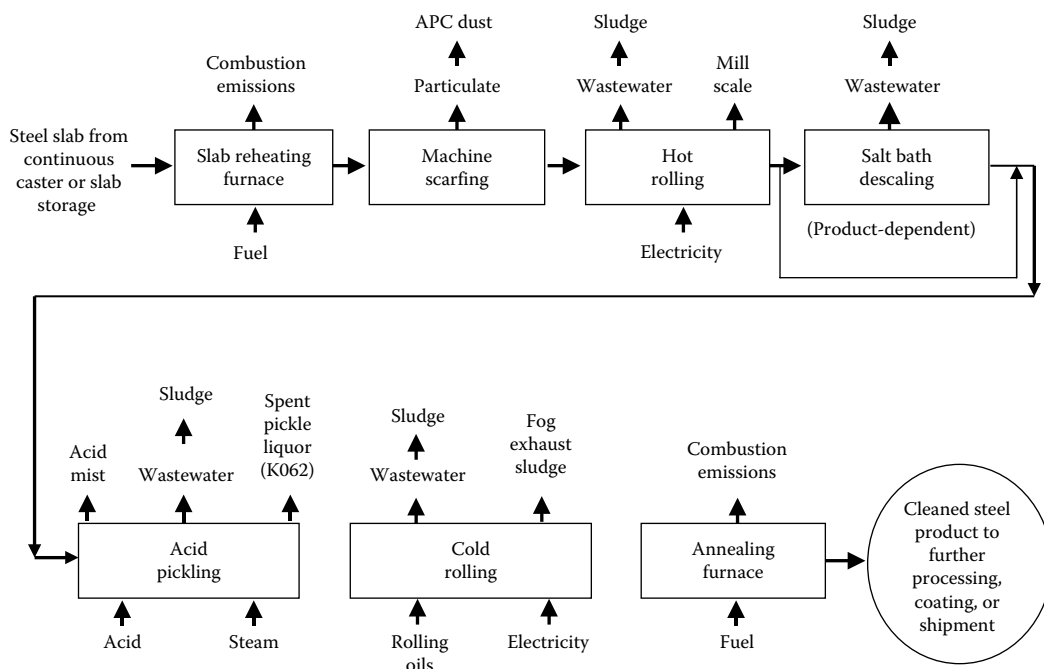 APC dust
Sludge
Sludge
Combustion
emissions
Particulate
Wastewater
Mill
scale
Wastewater
Steel slab from
continuous
caster or slab
storage
Slab reheating
furnace
Machine
scarfing
Hot
rolling
Salt bath
descaling
(Product-dependent)
Fuel
Electricity
Sludge
Spent
pickle
liquor
(K062)
Acid
mist
Wastewater
Sludge
Wastewater
Fog
exhaust
sludge
Combustion
emissions
Acid
pickling
Cold
rolling
Annealing
furnace
Cleaned steel
product to
further
processing,
coating, or
shipment
Acid
Steam
Rolling
oils
Electricity
Fuel